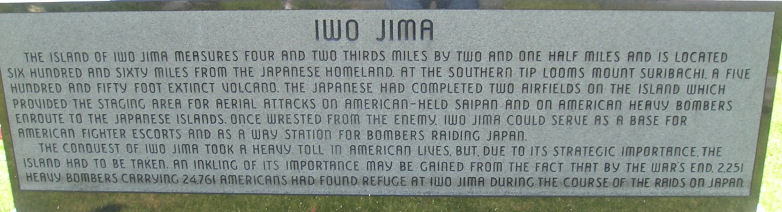 IWO JIMA
THE ISLAND OF IWO JIMA MEASURES FOUR AND TWO THIRDS MILES BY TWO AND ONE HALF MILES AND IS LOCATED
SIX HUNDRED AND SIXTY MILES FROM THE JAPANESE HOMELAND. AT THE SOUTHERN TIP LOOMS MOUNT SURIBACHI, A FIVE
HUNDRED AND FIFTY FOOT EXTINCT VOLCANO. THE JAPANESE HAD COMPLETED TWO AIRFIELDS ON THE ISLAND WHICH
PROVIDED THE STAGING AREA FOR AERIAL ATTACKS ON AMERICAN-HELD SAIPAN AND ON AMERICAN HEAVY BOMBERS
ENROUTE TO THE JAPANESE ISLANDS. ONCE WRESTED FROM THE ENEMY, IWO JIMA COULD SERVE AS A BASE FOR
AMERICAN FIGHTER ESCORTS AND AS A WAY STATION FOR BOMBERS RAIDING JAPAN.
THE CONQUEST OF IWO JIMA TOOK A HEAVY TOLL IN AMERICAN LIVES, BUT, DUE TO ITS STRATEGIC IMPORTANCE, THE
ISLAND HAD TO BE TAKEN. AN INKLING OF ITS IMPORTANCE MAY BE GAINED FROM THE FACT THAT BY THE WAR'S END, 2,251
HEAVY BOMBERS CARRYING 24,761 AMERICANS HAD FOUND REFUGE AT IWO JIMA DURING THE COURSE OF THE RAIDS ON JAPAN.